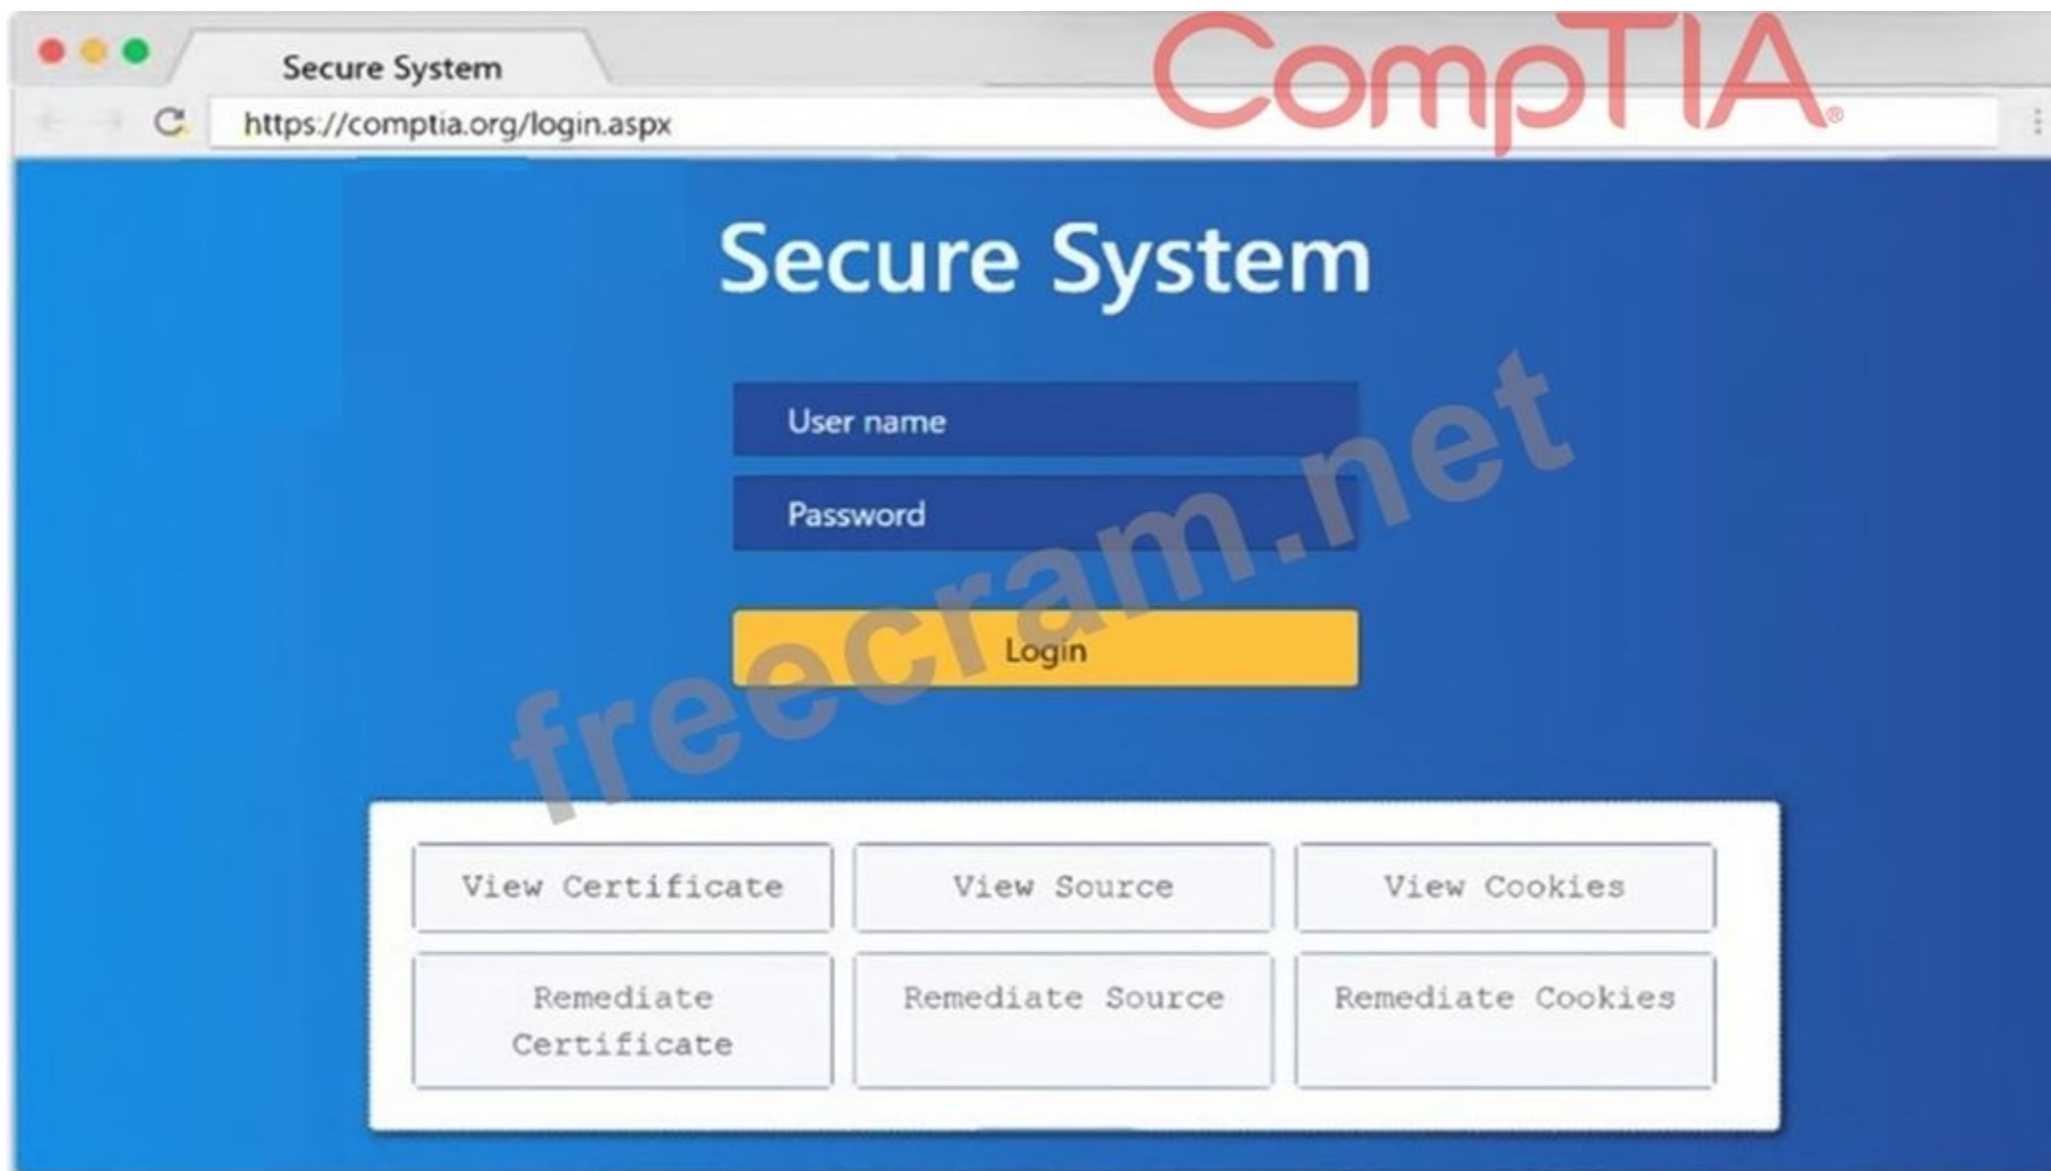 Secure System
CompTIA®
https://comptia.org/login.aspx
Secure System
User name
Password
Login
freecram.net
View Certificate
View Source
View Cookies
Remediate
Certificate
Remediate Source
Remediate Cookies